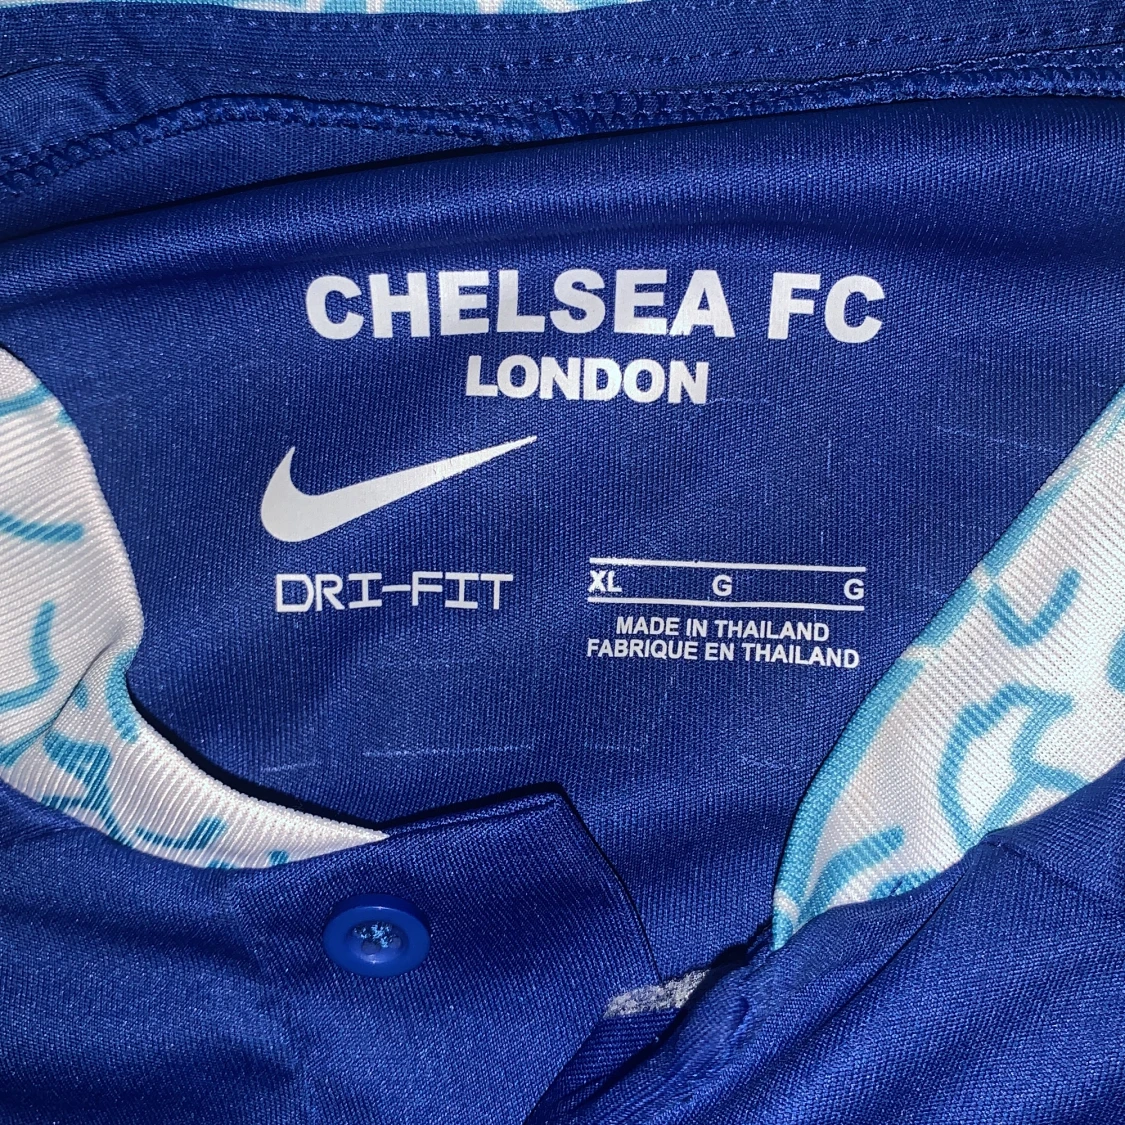 CHELSEA FC
LONDON
DRI-FIT
XL G G
MADE IN THAILAND
FABRIQUE EN THAILAND